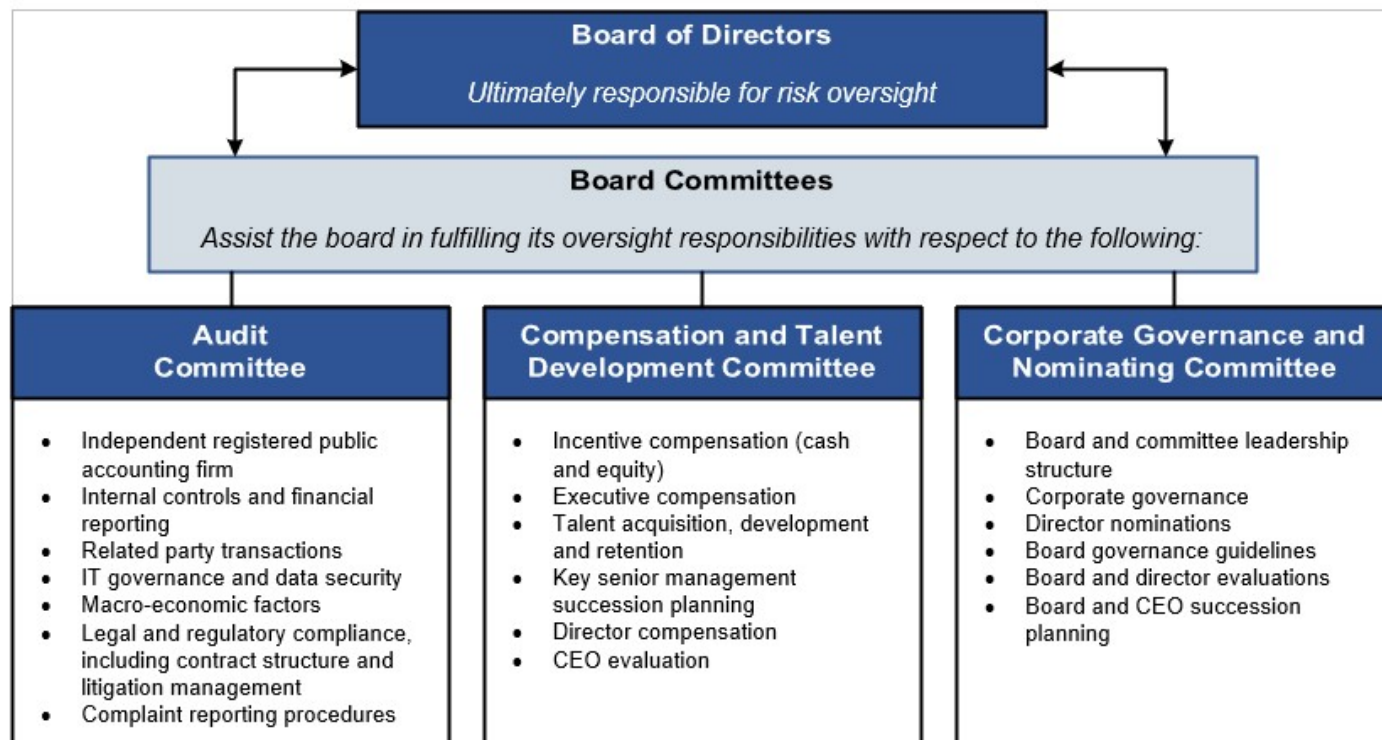 Board of Directors
Ultimately responsible for risk oversight
Board Committees
Assist the board in fulfilling its oversight responsibilities with respect to the following:
Audit
Committee
• Independent registered public
accounting firm
• Internal controls and financial
reporting
• Related party transactions
• IT governance and data security
• Macro-economic factors
• Legal and regulatory compliance,
including contract structure and
litigation management
• Complaint reporting procedures
Compensation and Talent
Development Committee
• Incentive compensation (cash
and equity)
• Executive compensation
• Talent acquisition, development
and retention
• Key senior management
succession planning
• Director compensation
• CEO evaluation
Corporate Governance and
Nominating Committee
• Board and committee leadership
structure
• Corporate governance
• Director nominations
• Board governance guidelines
• Board and director evaluations
• Board and CEO succession
planning